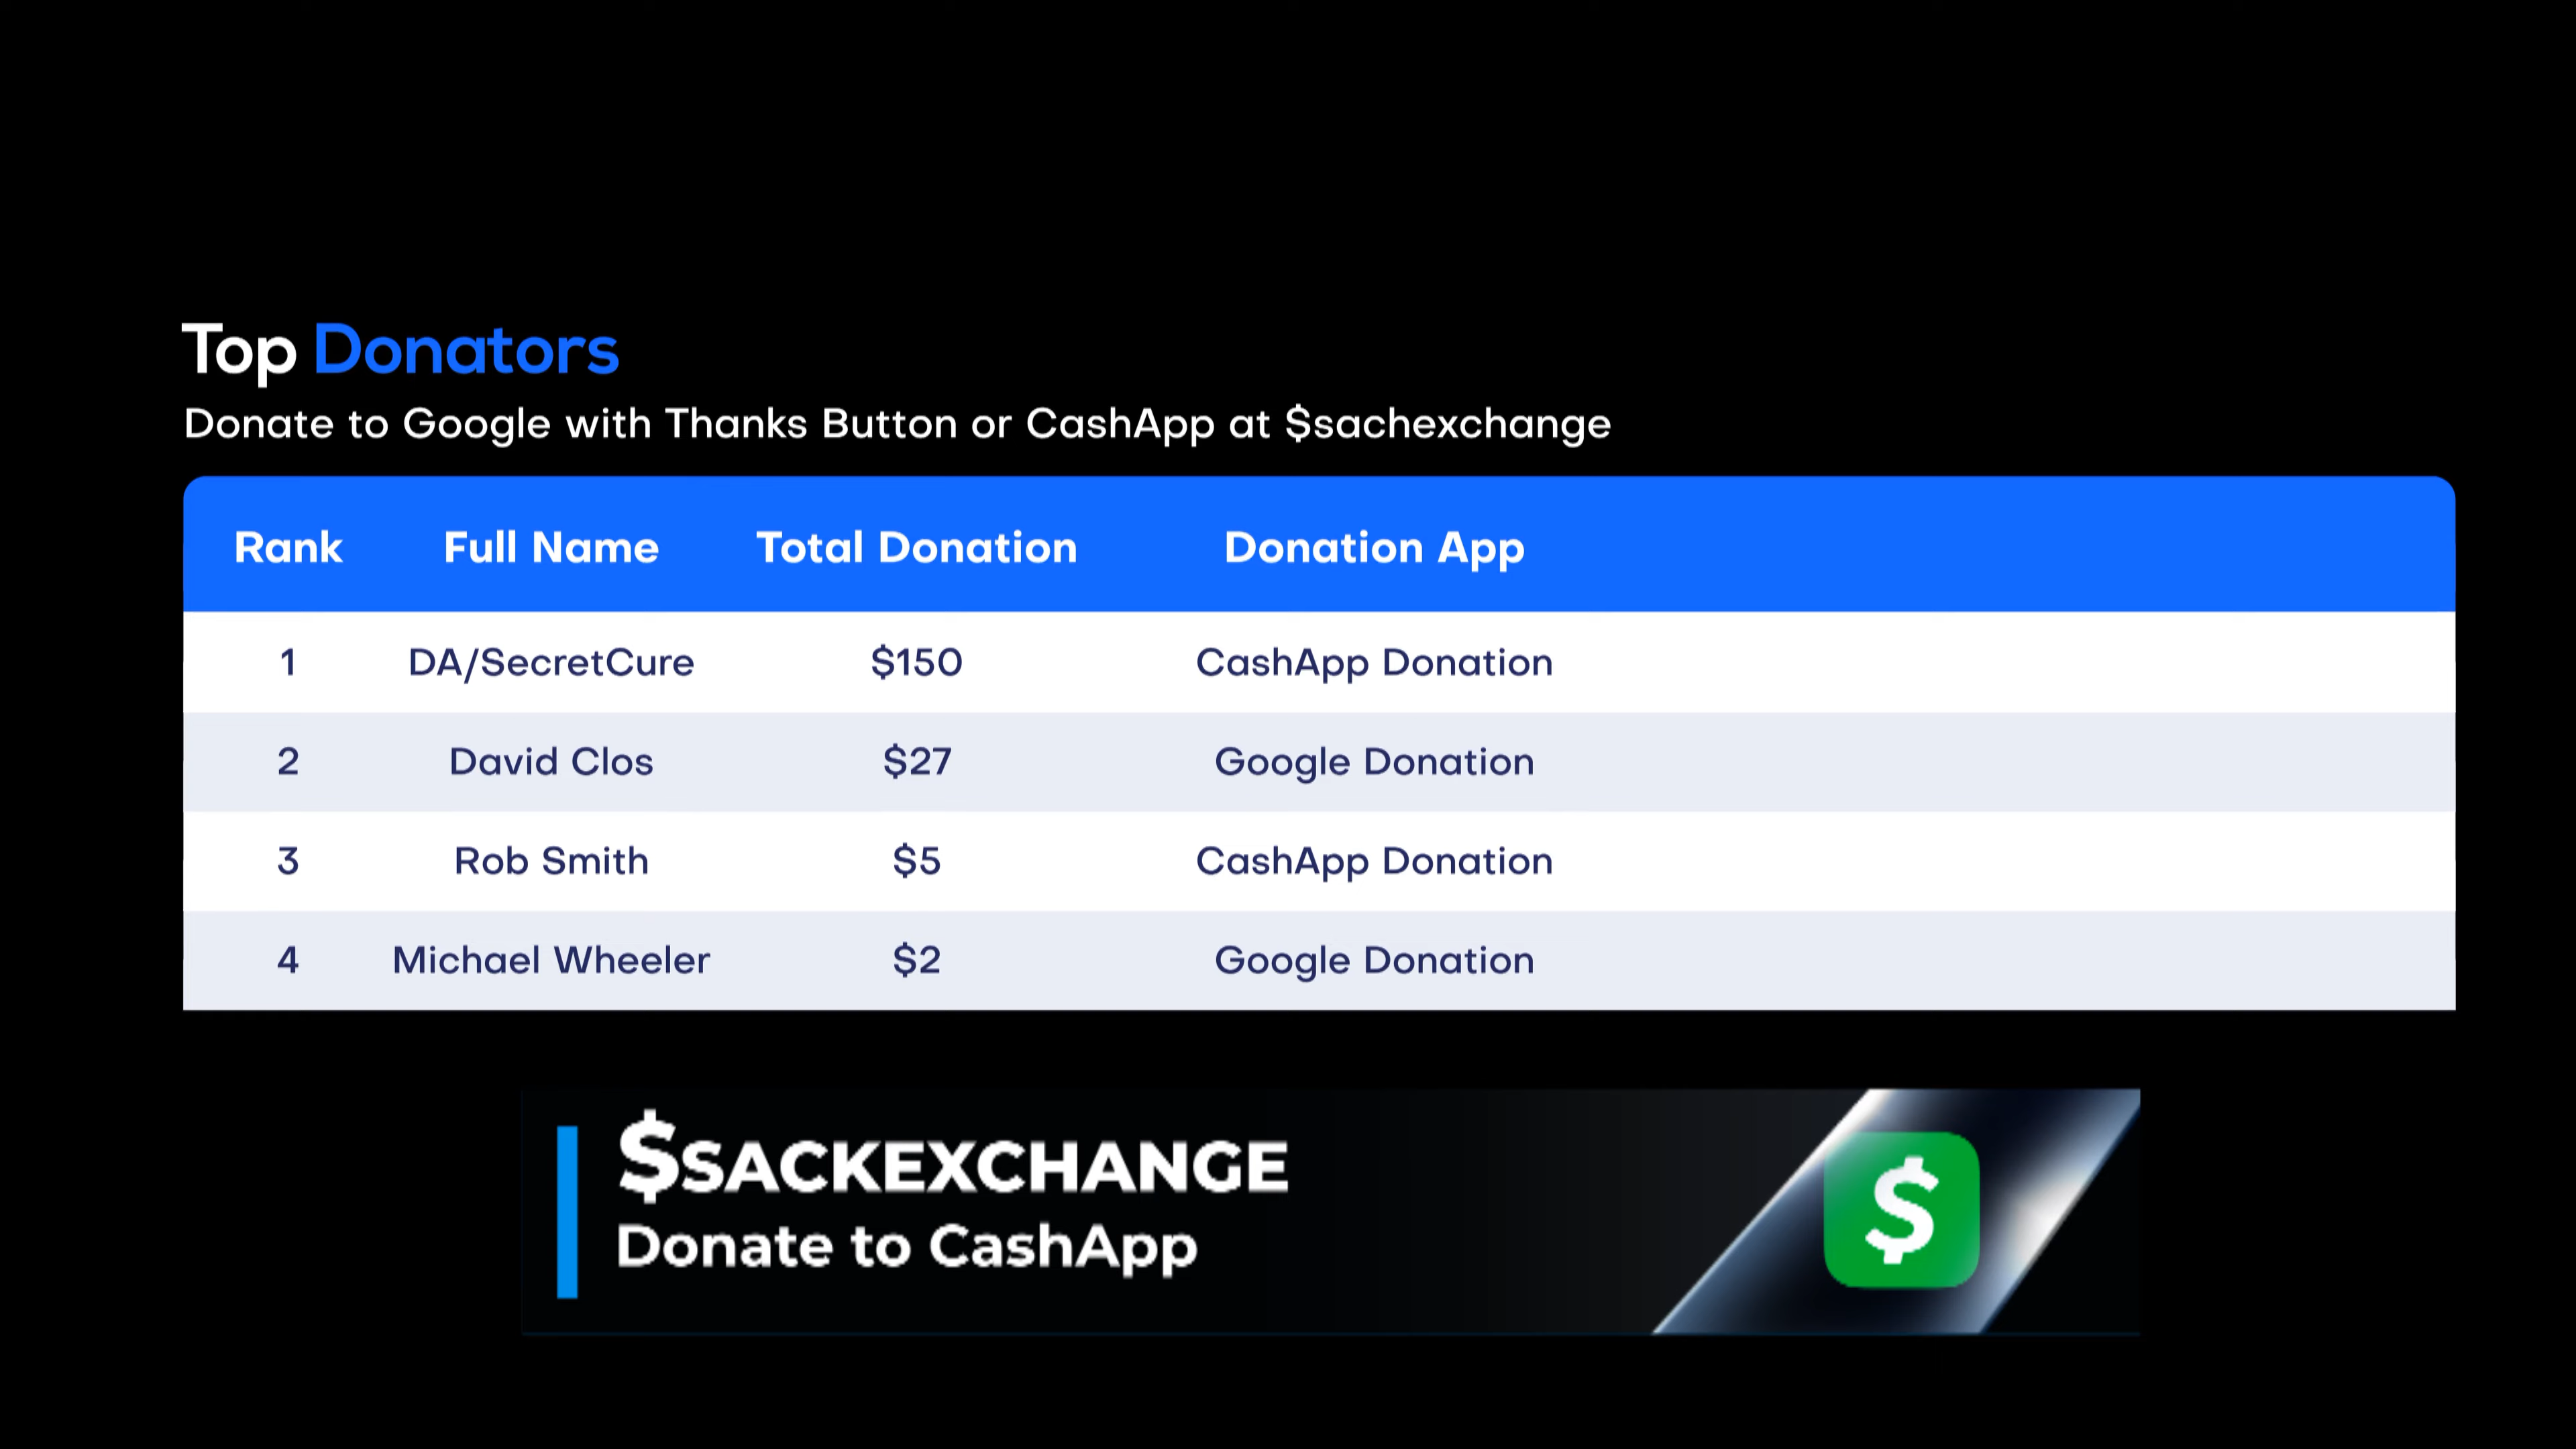 Top Donators
Donate to Google with Thanks Button or CashApp at $sachexchange
Rank Full Name Total Donation Donation App
1 DA/SecretCure $150 CashApp Donation
2 David Clos $27 Google Donation
3 Rob Smith $5 CashApp Donation
4 Michael Wheeler $2 Google Donation
$SACKEXCHANGE
Donate to CashApp
$